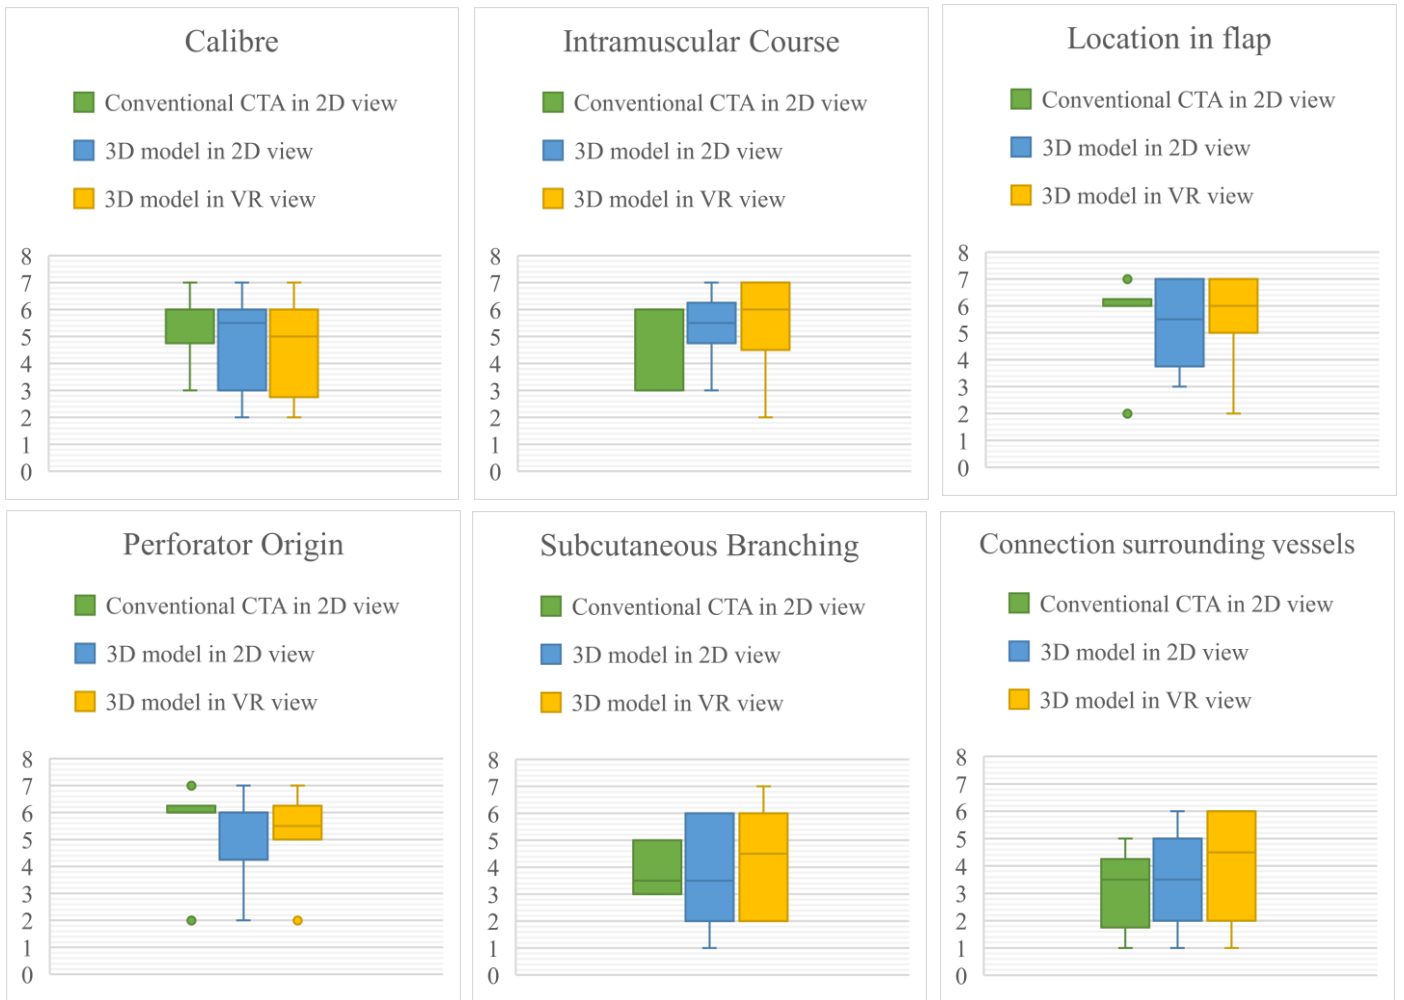 Calibre
Conventional CTA in 2D view
3D model in 2D view
3D model in VR view
8
7
6
5
4
3
2
1
0
Intramuscular Course
Conventional CTA in 2D view
3D model in 2D view
3D model in VR view
8
7
6
5
4
3
2
1
0
Location in flap
Conventional CTA in 2D view
3D model in 2D view
3D model in VR view
8
7
6
5
4
3
2
1
0
Perforator Origin
Conventional CTA in 2D view
3D model in 2D view
3D model in VR view
8
7
6
5
4
3
2
1
0
Subcutaneous Branching
Conventional CTA in 2D view
3D model in 2D view
3D model in VR view
8
7
6
5
4
3
2
1
0
Connection surrounding vessels
Conventional CTA in 2D view
3D model in 2D view
3D model in VR view
8
7
6
5
4
3
2
1
0